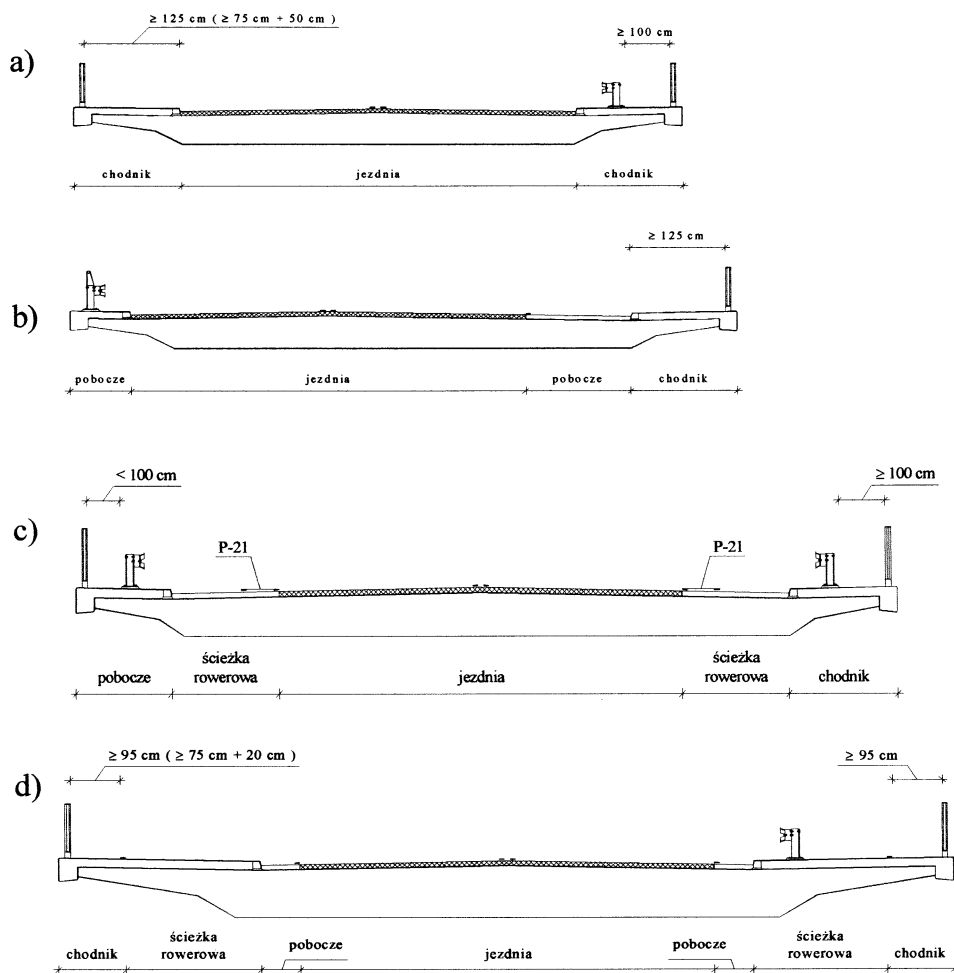 ≥ 125 cm ( ≥ 75 cm + 50 cm )
≥ 100 cm
a)
chodnik jezdnia chodnik
≥ 125 cm
b)
pobocze jezdnia pobocze chodnik
< 100 cm ≥ 100 cm
c)
P-21 P-21
pobocze ścieżka rowerowa jezdnia ścieżka rowerowa chodnik
≥ 95 cm ( ≥ 75 cm + 20 cm ) ≥ 95 cm
d)
chodnik ścieżka rowerowa pobocze jezdnia pobocze ścieżka rowerowa chodnik